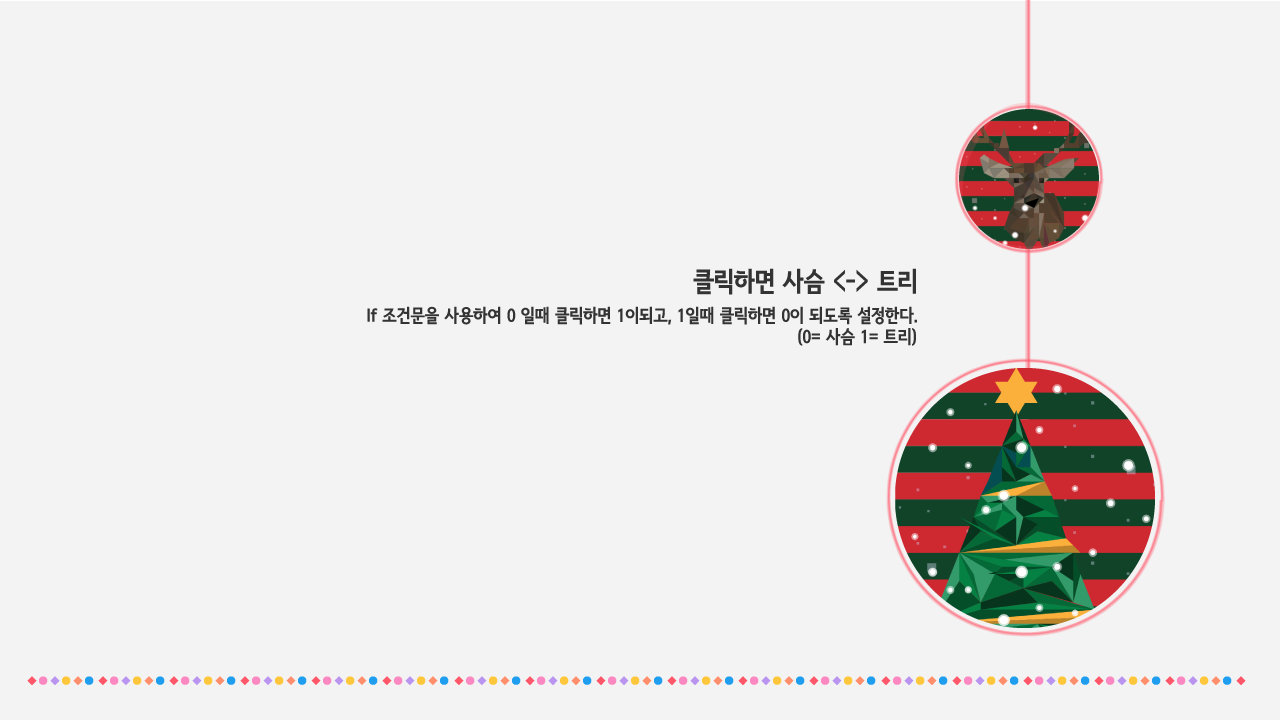 클릭하면 사슴 <-> 트리
If 조건문을 사용하여 0 일때 클릭하면 1이되고, 1일때 클릭하면 0이 되도록 설정한다.
(0= 사슴 1= 트리)